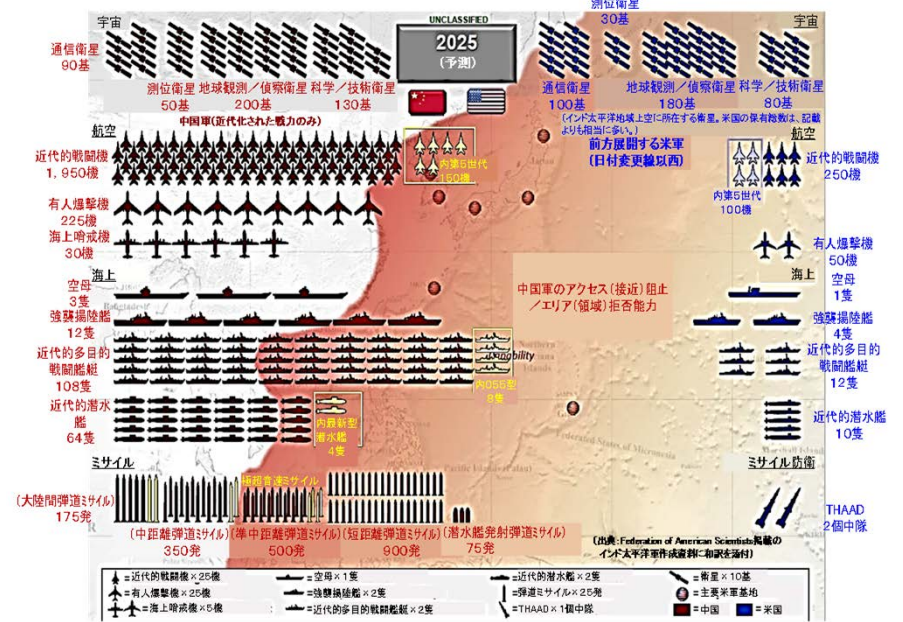 測位衛星
30基
宇宙
UNCLASSIFIED
宇宙
2025
(予測)
通信衛星
90基
測位衛星
50基
地球観測/偵察衛星
200基
科学/技術衛星
130基
通信衛星
100基
地球観測/偵察衛星
180基
科学/技術衛星
80基
中国軍(近代化された戦力のみ)
(インド太平洋地域上空に所在する衛星。米国の保有総数は、記載
よりも相当に多い。)
航空
航空
前方展開する米軍
(日付変更線以西)
近代的戦闘機
1,950機
内第5世代
150機
近代的戦闘機
250機
内第5世代
100機
有人爆撃機
225機
海上哨戒機
30機
有人爆撃機
50機
海上
海上
中国軍のアクセス(接近)阻止
/エリア(領域)拒否能力
空母
3隻
空母
1隻
強襲揚陸艦
12隻
強襲揚陸艦
4隻
近代的多目的
戦闘艦艇
108隻
内055型
8隻
近代的多目的
戦闘艦艇
12隻
近代的潜水
艦
64隻
内最新型
潜水艦
4隻
近代的潜水艦
10隻
Federated States of Micronesia
ミサイル
ミサイル防衛
極超音速ミサイル
(大陸間弾道ミサイル)
175発
(中距離弾道ミサイル)
350発
(準中距離弾道ミサイル)
500発
(短距離弾道ミサイル)
900発
(潜水艦発射弾道ミサイル)
75発
THAAD
2個中隊
(出典:Federation of American Scientists掲載の
インド太平洋軍作成資料に和訳を添付)
=近代的戦闘機×25機
=空母×1隻
=近代的潜水艦×2隻
=衛星×10基
=有人爆撃機×25機
=強襲揚陸艦×2隻
=弾道ミサイル×25発
=主要米軍基地
=海上哨戒機×5機
=近代的多目的戦闘艦艇×2隻
=THAAD×1個中隊
=中国
=米国